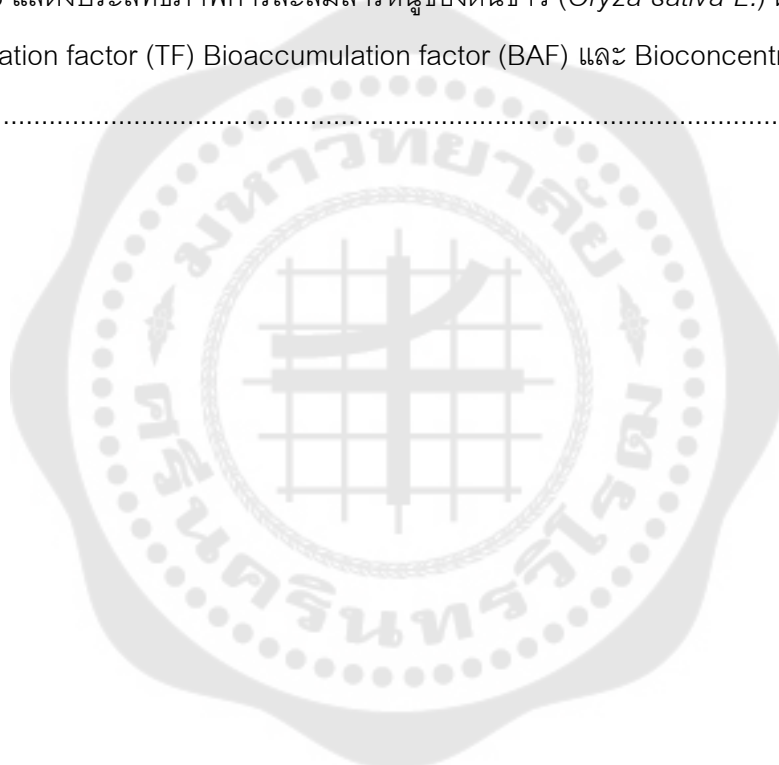 แสดงประสิทธิภาพการสะสมสารหนูของต้นข้าว (Oryza sativa L.)
ation factor (TF) Bioaccumulation factor (BAF) และ Bioconcentr
........................................................................................................
มหาวิทยาลัย
ศรีนครินทรวิโรฒ